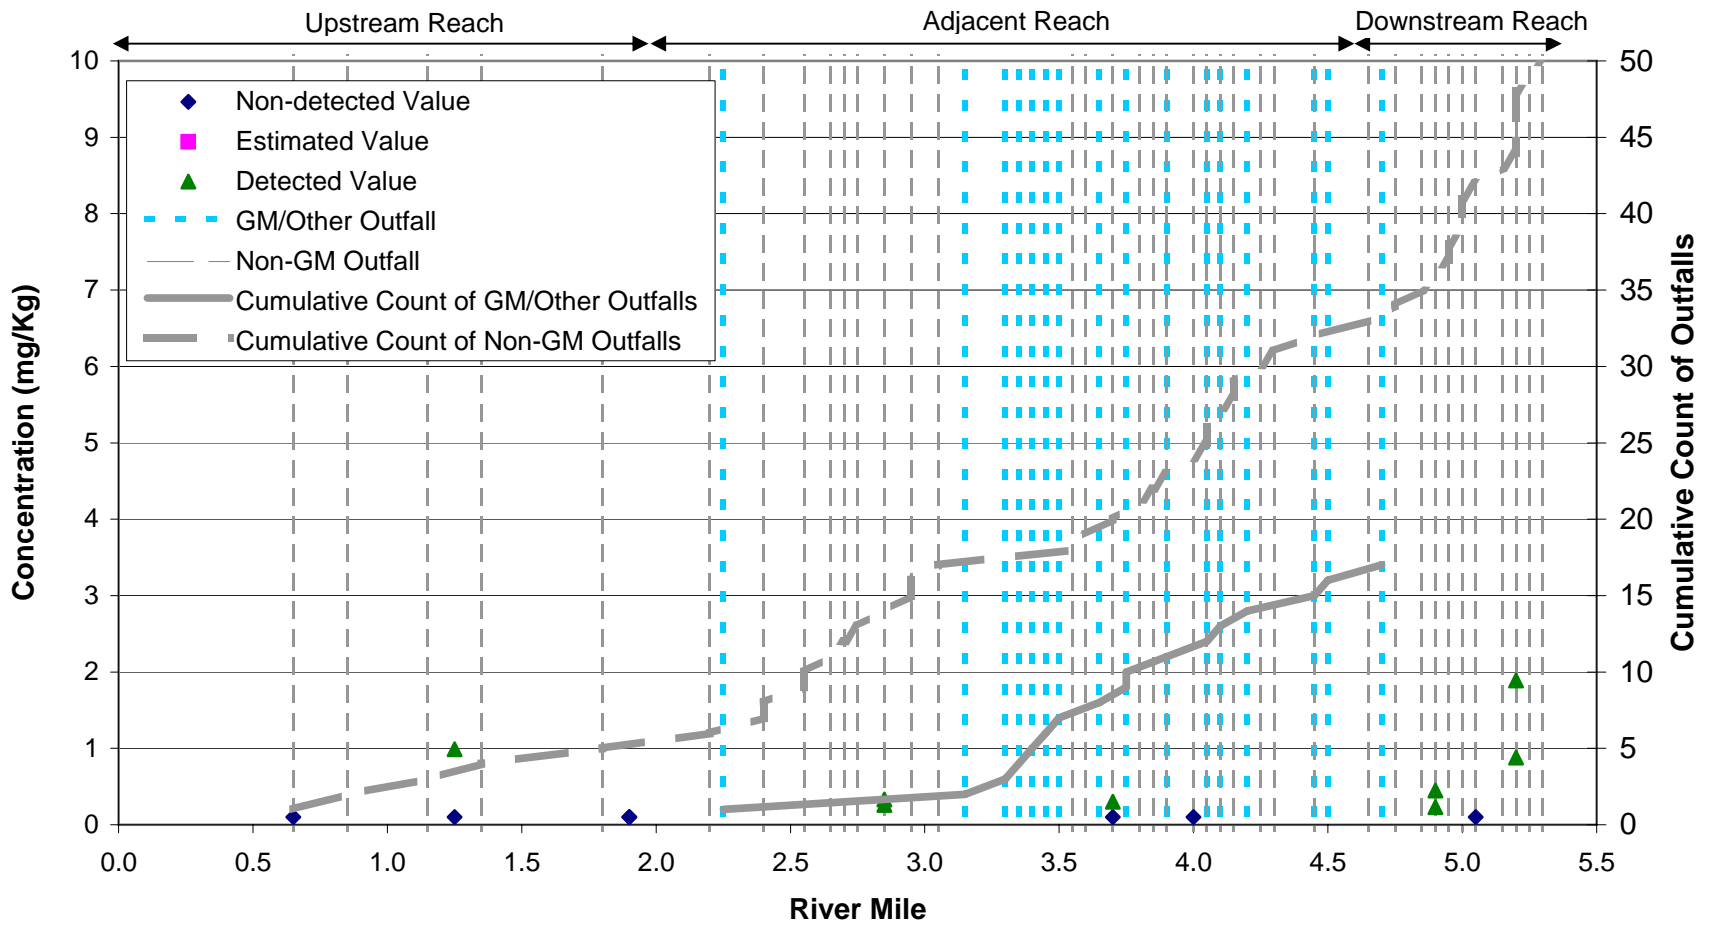 Upstream Reach
Adjacent Reach
Downstream Reach
10
9
8
7
6
5
4
3
2
1
0
Concentration (mg/Kg)
Non-detected Value
Estimated Value
Detected Value
GM/Other Outfall
Non-GM Outfall
Cumulative Count of GM/Other Outfalls
Cumulative Count of Non-GM Outfalls
50
45
40
35
30
25
20
15
10
5
0
Cumulative Count of Outfalls
0.0 0.5 1.0 1.5 2.0 2.5 3.0 3.5 4.0 4.5 5.0 5.5
River Mile